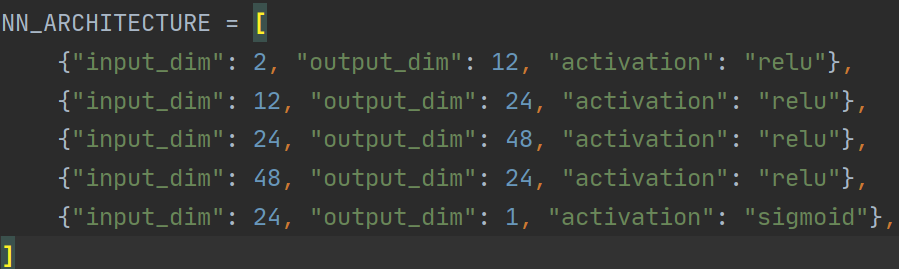 NN_ARCHITECTURE = [
    {"input_dim": 2, "output_dim": 12, "activation": "relu"},
    {"input_dim": 12, "output_dim": 24, "activation": "relu"},
    {"input_dim": 24, "output_dim": 48, "activation": "relu"},
    {"input_dim": 48, "output_dim": 24, "activation": "relu"},
    {"input_dim": 24, "output_dim": 1, "activation": "sigmoid"},
]